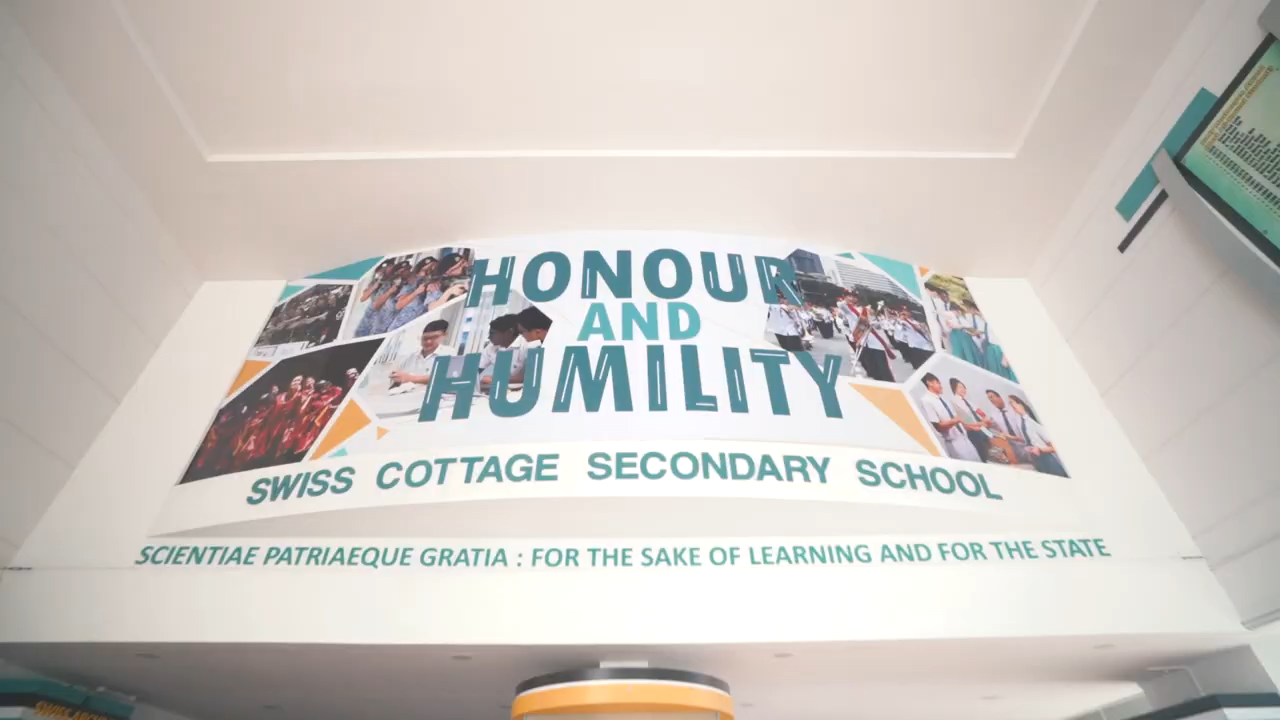 HONOUR
AND
HUMILITY
SWISS COTTAGE SECONDARY SCHOOL
SCIENTIAE PATRIAEQUE GRATIA : FOR THE SAKE OF LEARNING AND FOR THE STATE